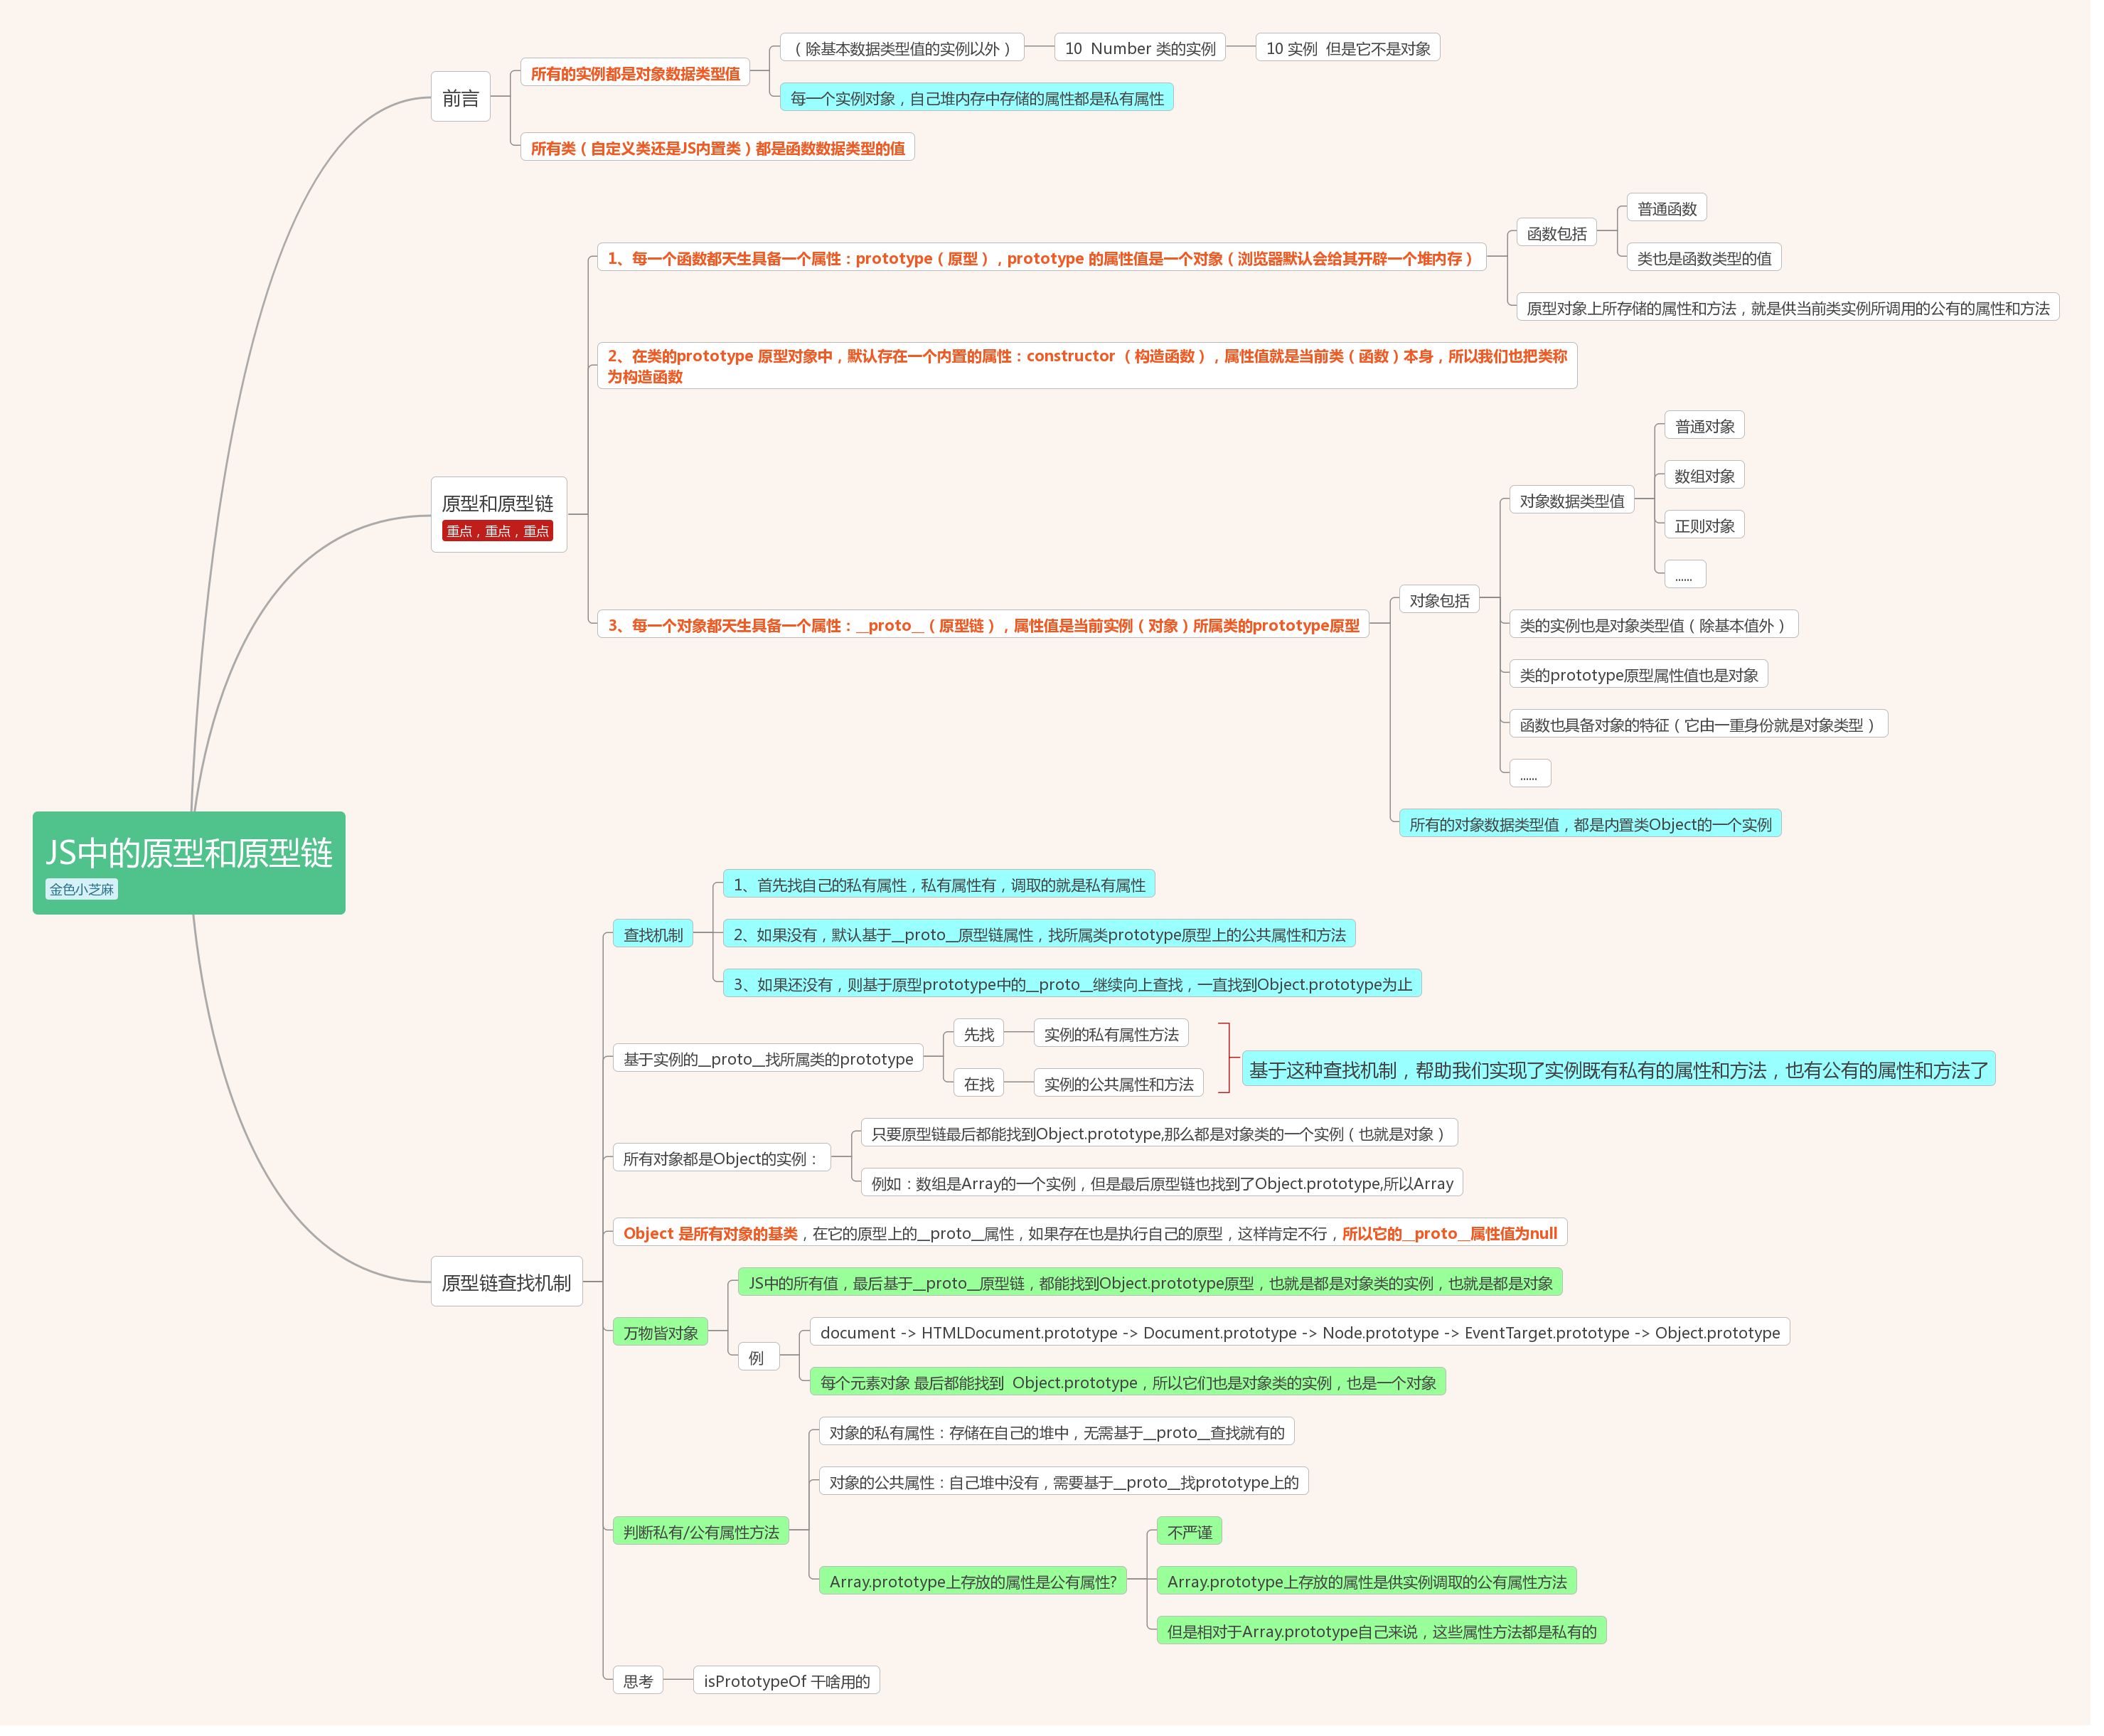 JS中的原型和原型链
金色小芝麻
前言
所有的实例都是对象数据类型值
（除基本数据类型值的实例以外）
10  Number 类的实例
10 实例  但是它不是对象
每一个实例对象，自己堆内存中存储的属性都是私有属性
所有类（自定义类还是JS内置类）都是函数数据类型的值
原型和原型链
重点，重点，重点
1、每一个函数都天生具备一个属性：prototype（原型），prototype 的属性值是一个对象（浏览器默认会给其开辟一个堆内存）
函数包括
普通函数
类也是函数类型的值
原型对象上所存储的属性和方法，就是供当前类实例所调用的公有的属性和方法
2、在类的prototype 原型对象中，默认存在一个内置的属性：constructor （构造函数），属性值就是当前类（函数）本身，所以我们也把类称
为构造函数
3、每一个对象都天生具备一个属性：__proto__（原型链），属性值是当前实例（对象）所属类的prototype原型
对象包括
对象数据类型值
普通对象
数组对象
正则对象
......
类的实例也是对象类型值（除基本值外）
类的prototype原型属性值也是对象
函数也具备对象的特征（它由一重身份就是对象类型）
......
所有的对象数据类型值，都是内置类Object的一个实例
原型链查找机制
查找机制
1、首先找自己的私有属性，私有属性有，调取的就是私有属性
2、如果没有，默认基于__proto__原型链属性，找所属类prototype原型上的公共属性和方法
3、如果还没有，则基于原型prototype中的__proto__继续向上查找，一直找到Object.prototype为止
基于实例的__proto__找所属类的prototype
先找
实例的私有属性方法
在找
实例的公共属性和方法
基于这种查找机制，帮助我们实现了实例既有私有的属性和方法，也有公有的属性和方法了
所有对象都是Object的实例：
只要原型链最后都能找到Object.prototype,那么都是对象类的一个实例（也就是对象）
例如：数组是Array的一个实例，但是最后原型链也找到了Object.prototype,所以Array
Object 是所有对象的基类，在它的原型上的__proto__属性，如果存在也是执行自己的原型，这样肯定不行，所以它的__proto__属性值为null
万物皆对象
JS中的所有值，最后基于__proto__原型链，都能找到Object.prototype原型，也就是都是对象类的实例，也就是都是对象
例
document -> HTMLDocument.prototype -> Document.prototype -> Node.prototype -> EventTarget.prototype -> Object.prototype
每个元素对象 最后都能找到  Object.prototype，所以它们也是对象类的实例，也是一个对象
判断私有/公有属性方法
对象的私有属性：存储在自己的堆中，无需基于__proto__查找就有的
对象的公共属性：自己堆中没有，需要基于__proto__找prototype上的
Array.prototype上存放的属性是公有属性?
不严谨
Array.prototype上存放的属性是供实例调取的公有属性方法
但是相对于Array.prototype自己来说，这些属性方法都是私有的
思考
isPrototypeOf 干啥用的